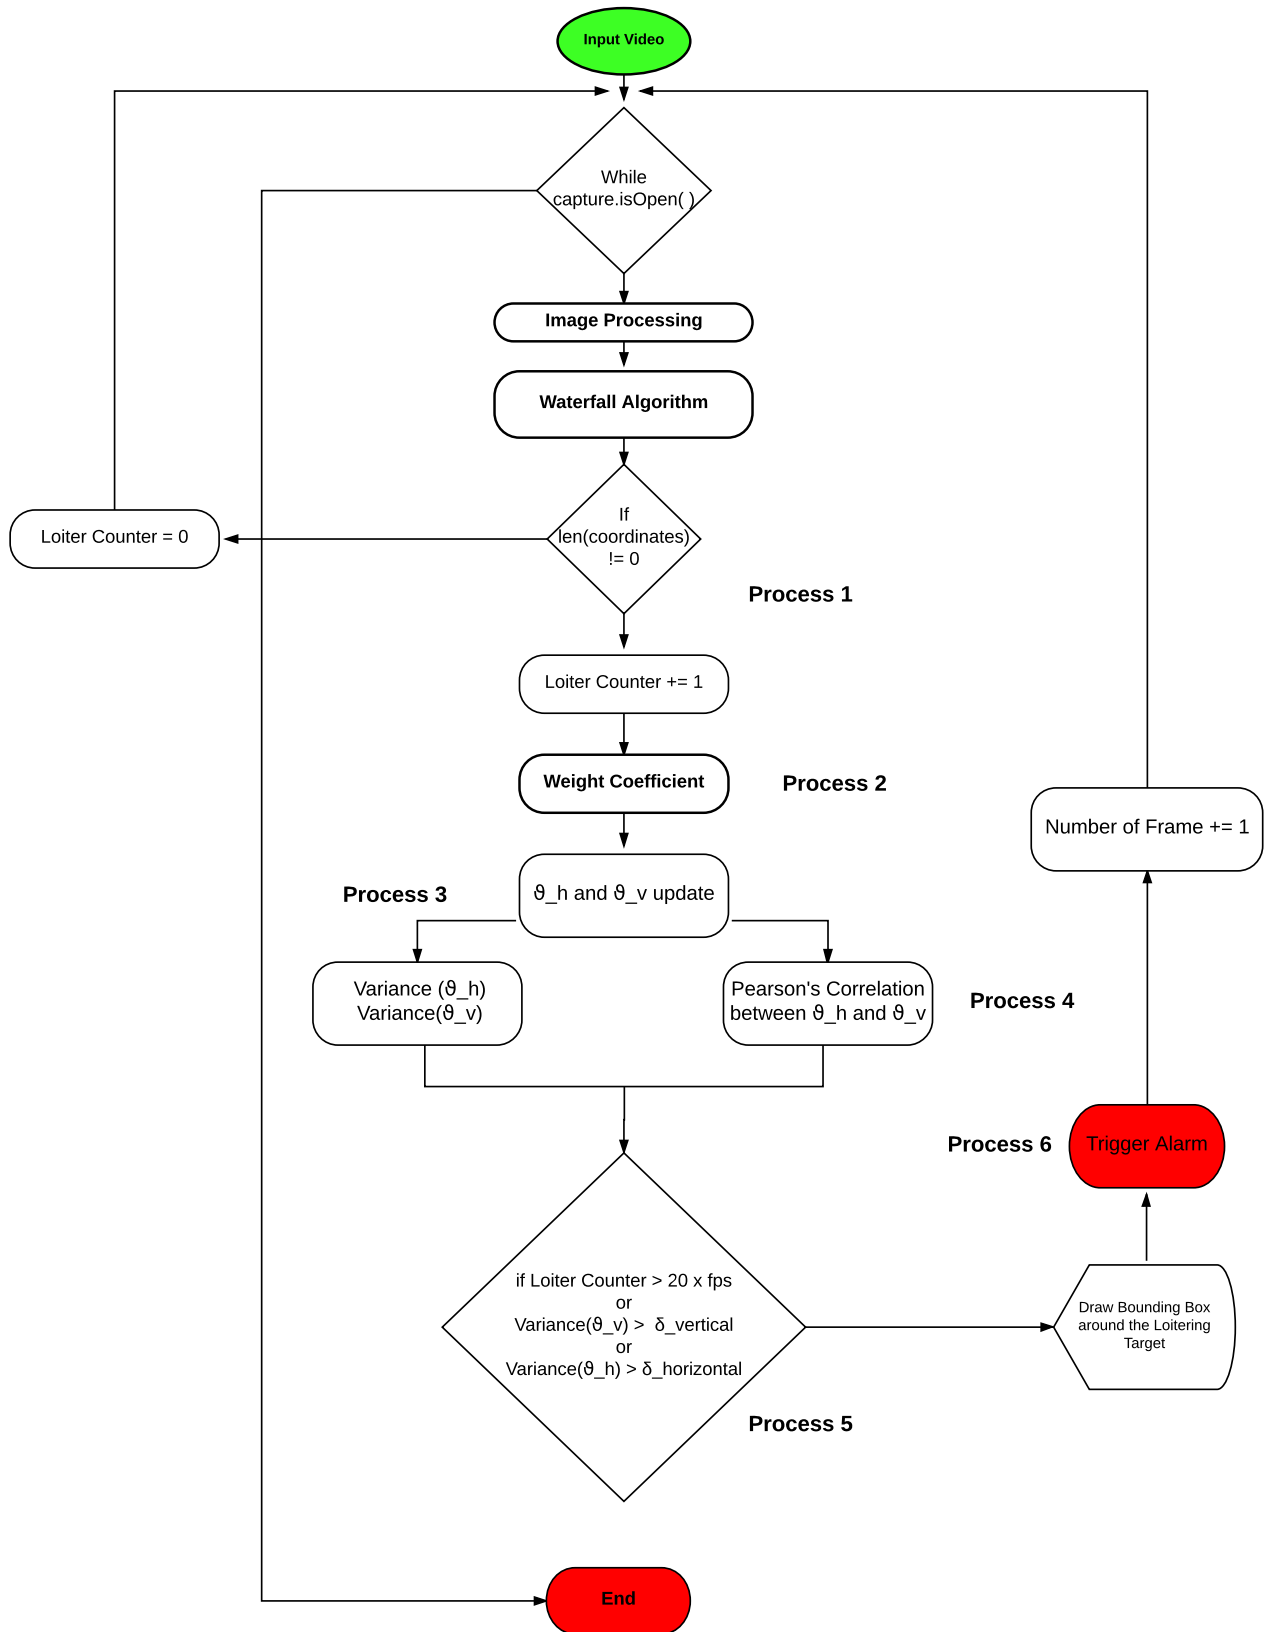 Input Video
While
capture.isOpen( )
Image Processing
Waterfall Algorithm
If
len(coordinates)
!= 0
Loiter Counter = 0
Process 1
Loiter Counter += 1
Weight Coefficient
Process 2
ϑ_h and ϑ_v update
Process 3
Variance (ϑ_h)
Variance(ϑ_v)
Pearson's Correlation
between ϑ_h and ϑ_v
Process 4
Number of Frame += 1
Process 6
Trigger Alarm
if Loiter Counter > 20 x fps
or
Variance(ϑ_v) >  δ_vertical
or
Variance(ϑ_h) > δ_horizontal
Draw Bounding Box
around the Loitering
Target
Process 5
End